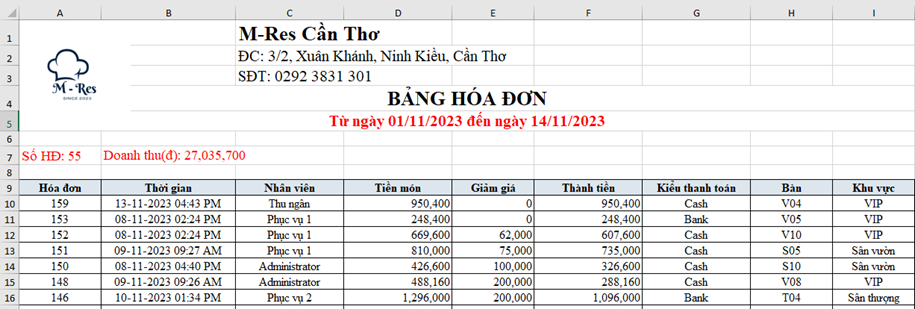 A B C D E F G H I
1 M-Res Cần Thơ
2 ĐC: 3/2, Xuân Khánh, Ninh Kiều, Cần Thơ
3 SĐT: 0292 3831 301
M - Res
SINCE 2023
4 BẢNG HÓA ĐƠN
5 Từ ngày 01/11/2023 đến ngày 14/11/2023
6
7 Số HĐ: 55 Doanh thu(đ): 27,035,700
8
9 Hóa đơn Thời gian Nhân viên Tiền món Giảm giá Thành tiền Kiểu thanh toán Bàn Khu vực
10 159 13-11-2023 04:43 PM Thu ngân 950,400 0 950,400 Cash V04 VIP
11 153 08-11-2023 02:24 PM Phục vụ 1 248,400 0 248,400 Bank V05 VIP
12 152 08-11-2023 02:24 PM Phục vụ 1 669,600 62,000 607,600 Cash V10 VIP
13 151 09-11-2023 09:27 AM Phục vụ 1 810,000 75,000 735,000 Cash S05 Sân vườn
14 150 08-11-2023 04:40 PM Administrator 426,600 100,000 326,600 Cash S10 Sân vườn
15 148 09-11-2023 09:26 AM Administrator 488,160 200,000 288,160 Cash V08 VIP
16 146 10-11-2023 01:34 PM Phục vụ 2 1,296,000 200,000 1,096,000 Bank T04 Sân thượng